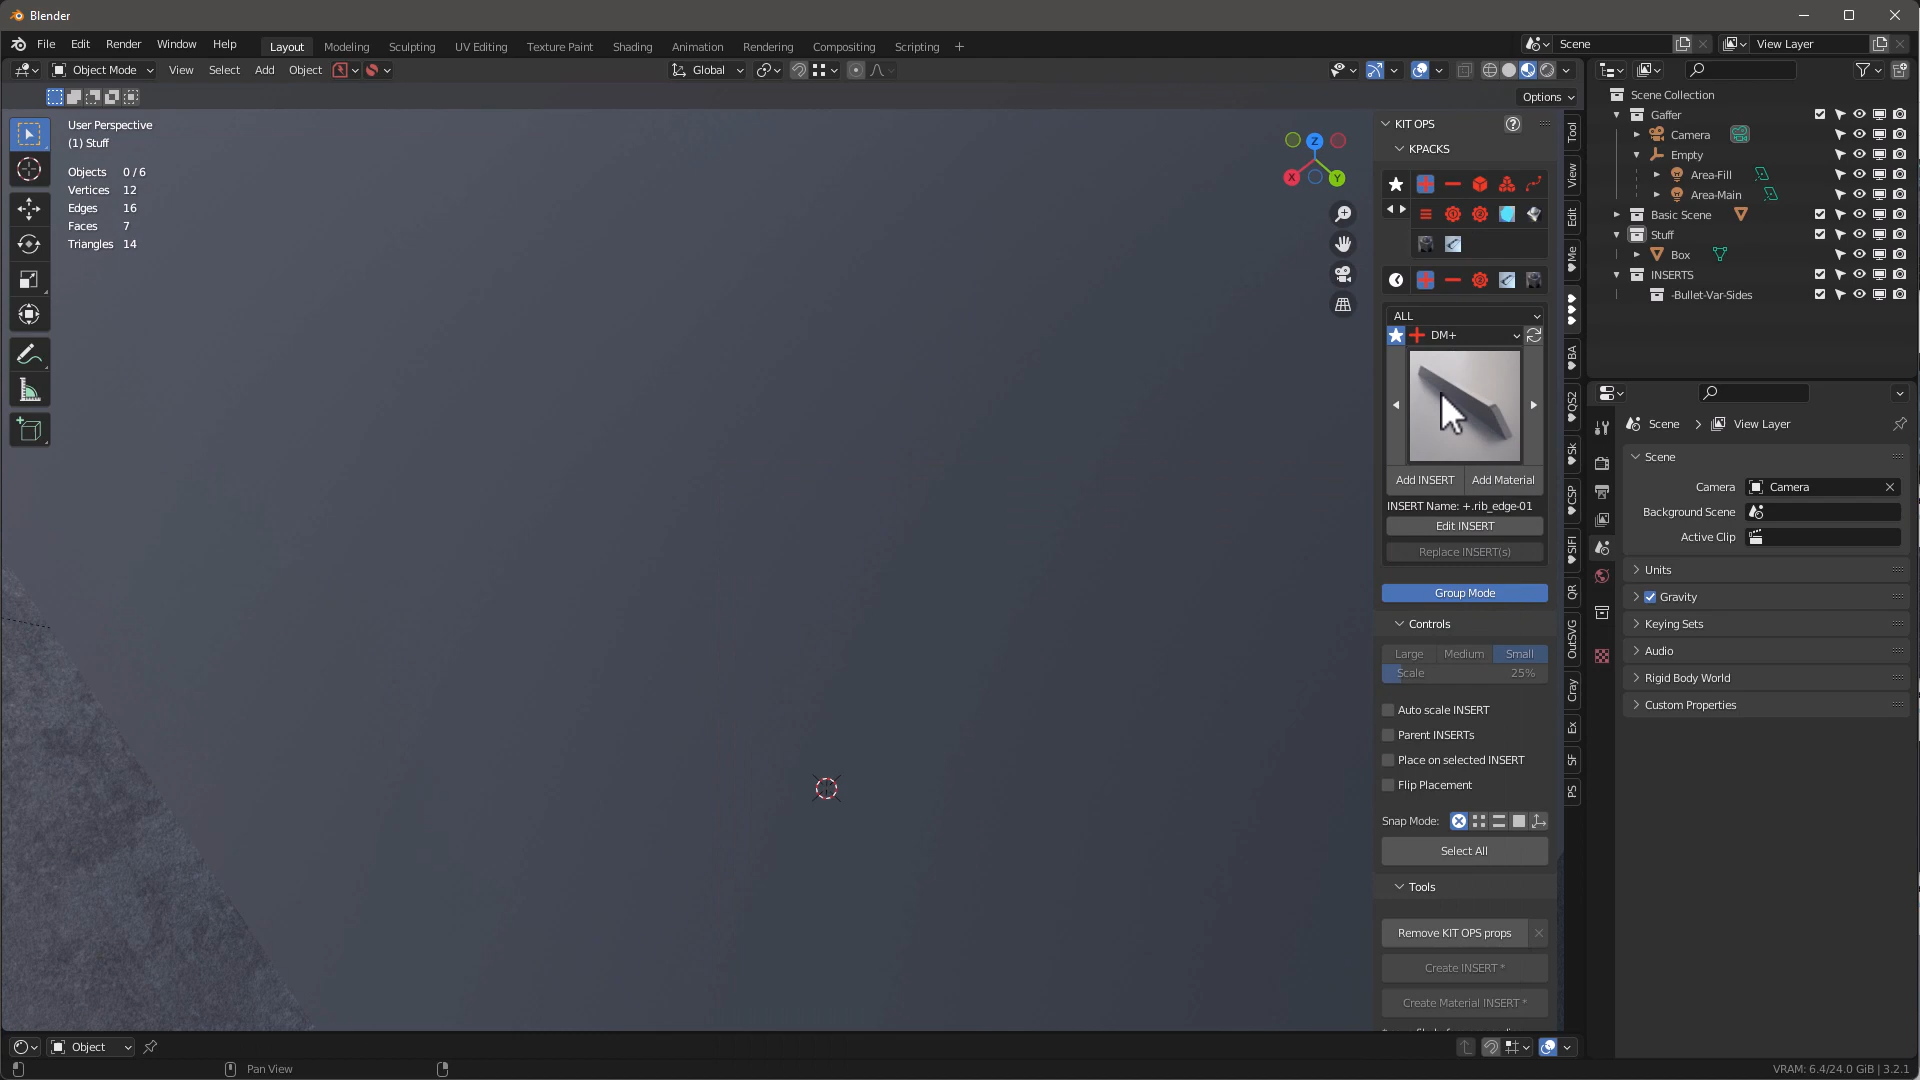 Blender
File Edit Render Window Help Layout Modeling Sculpting UV Editing Texture Paint Shading Animation Rendering Compositing Scripting + Scene View Layer
Object Mode View Select Add Object Global
Options
User Perspective
(1) Stuff
Objects 0 / 6
Vertices 12
Edges 16
Faces 7
Triangles 14
Z
X
Y
KIT OPS
KPACKS
ALL
DM+
Add INSERT Add Material
INSERT Name: +.rib_edge-01
Edit INSERT
Replace INSERT(s)
Group Mode
Controls
Large Medium Small
Scale 25%
Auto scale INSERT
Parent INSERTs
Place on selected INSERT
Flip Placement
Snap Mode:
Select All
Tools
Remove KIT OPS props
Create INSERT *
Create Material INSERT *
Tool
View
Edit
♥Me
♥♥♥
♥BA
♥QS2
♥Sk
♥CSP
♥SIFI
QR
OutSVG
Cray
Ex
SF
PS
Scene Collection
Gaffer
Camera
Empty
Area-Fill
Area-Main
Basic Scene
Stuff
Box
INSERTS
-Bullet-Var-Sides
Scene > View Layer
Scene
Camera Camera
Background Scene
Active Clip
Units
Gravity
Keying Sets
Audio
Rigid Body World
Custom Properties
Object
Pan View
VRAM: 6.4/24.0 GiB | 3.2.1